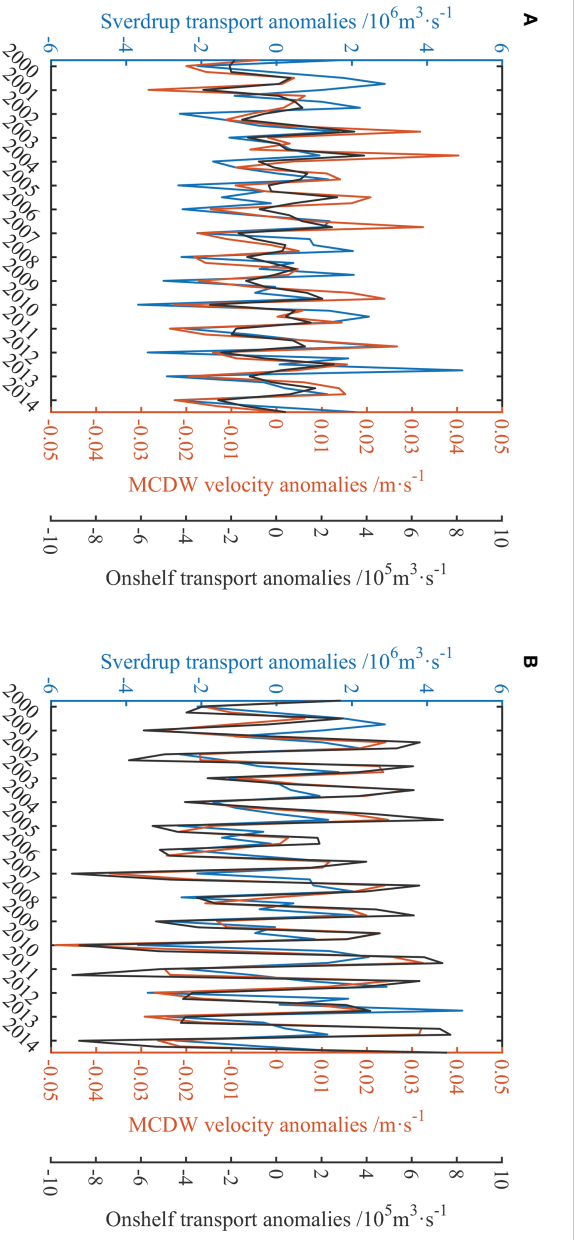 A
Sverdrup transport anomalies /10⁶m³·s⁻¹
-6 -4 -2 0 2 4 6
2000
2001
2002
2003
2004
2005
2006
2007
2008
2009
2010
2011
2012
2013
2014
-0.05 -0.04 -0.03 -0.02 -0.01 0 0.01 0.02 0.03 0.04 0.05
MCDW velocity anomalies /m·s⁻¹
-10 -8 -6 -4 -2 0 2 4 6 8 10
Onshelf transport anomalies /10⁵m³·s⁻¹
B
Sverdrup transport anomalies /10⁶m³·s⁻¹
-6 -4 -2 0 2 4 6
2000
2001
2002
2003
2004
2005
2006
2007
2008
2009
2010
2011
2012
2013
2014
-0.05 -0.04 -0.03 -0.02 -0.01 0 0.01 0.02 0.03 0.04 0.05
MCDW velocity anomalies /m·s⁻¹
-10 -8 -6 -4 -2 0 2 4 6 8 10
Onshelf transport anomalies /10⁵m³·s⁻¹